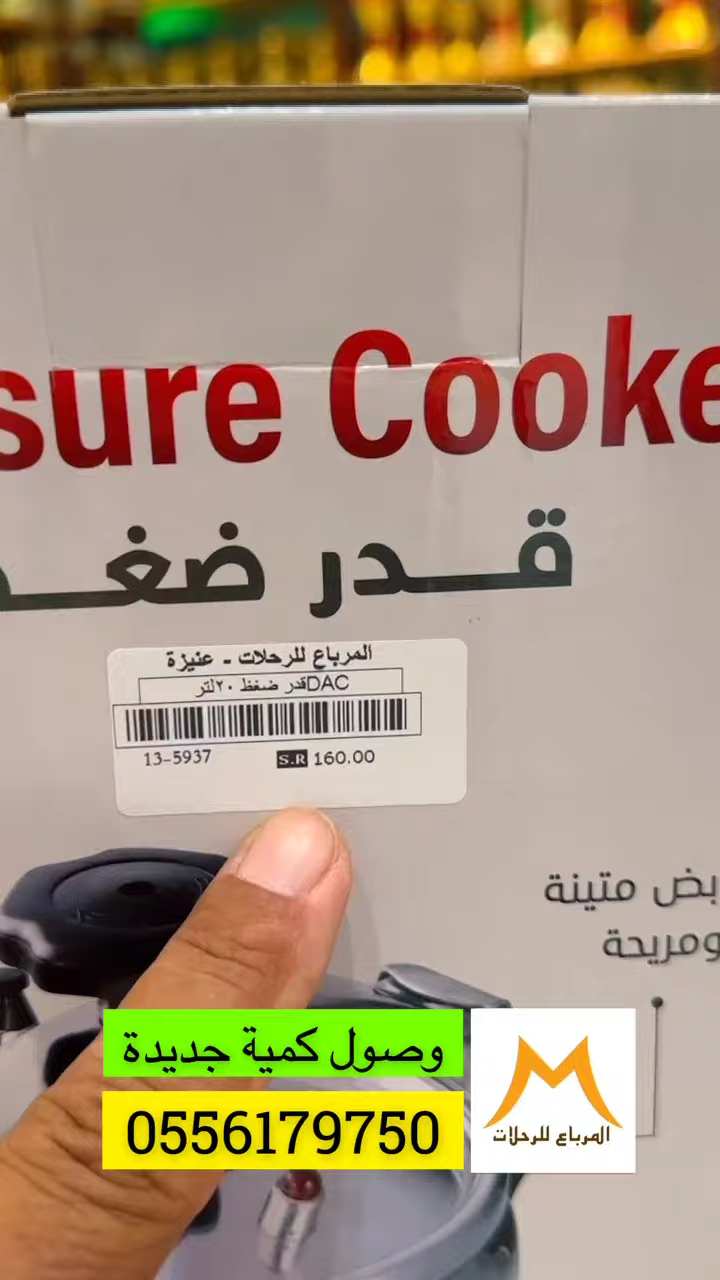 sure Cooke
قدر ضغ
المرباع للرحلات - عنيزة
DACقدر ضغظ ٢٠لتر
13-5937
S.R 160.00
بض متينة
ومريحة
وصول كمية جديدة
0556179750
المرباع للرحلات